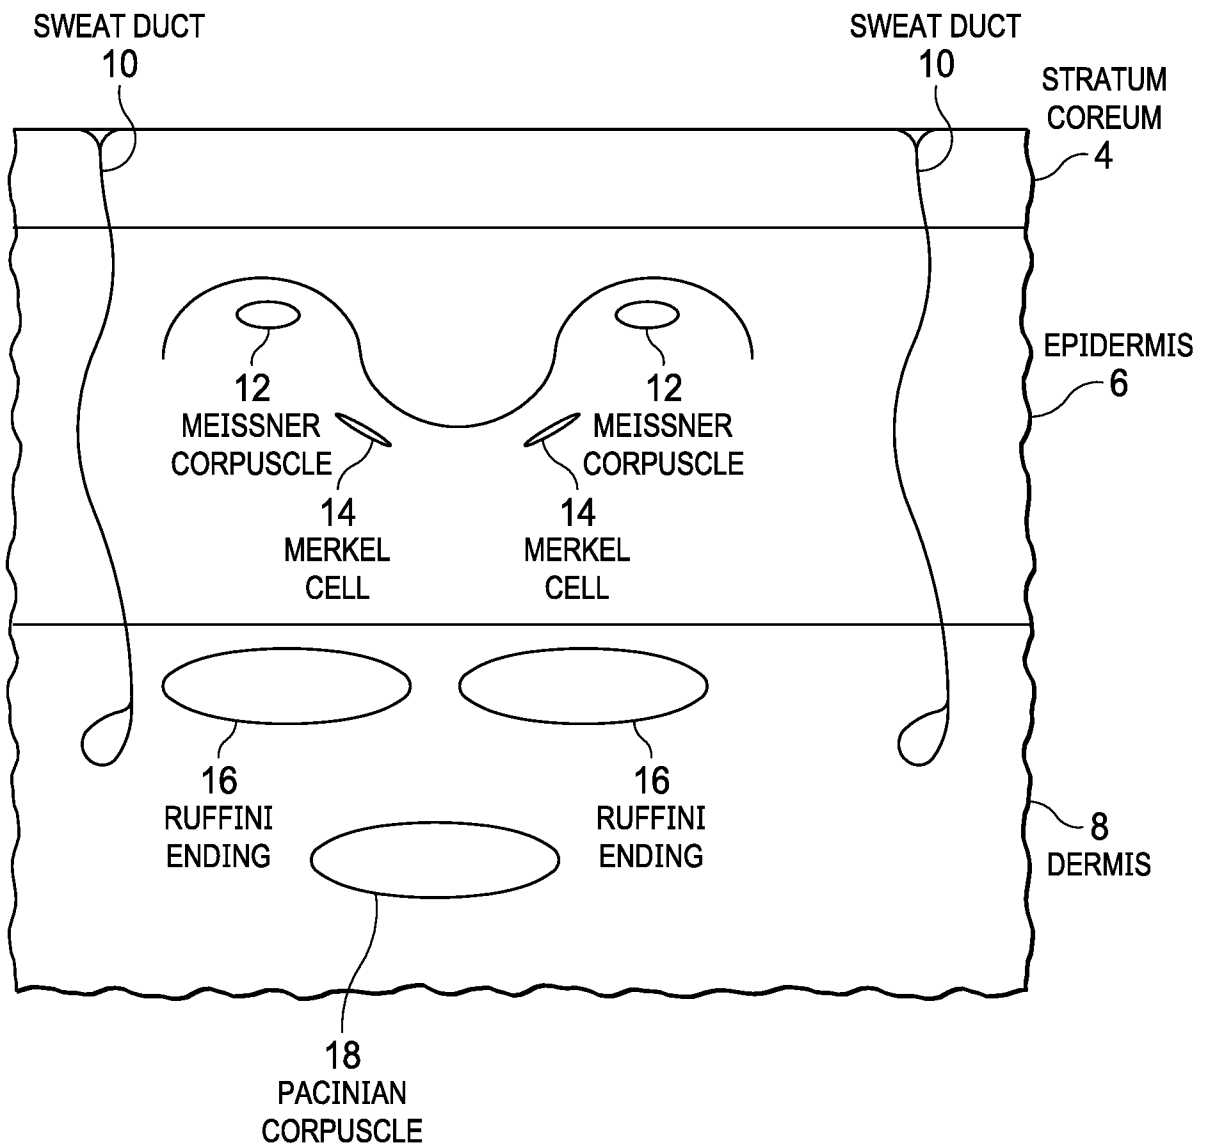 SWEAT DUCT
10
SWEAT DUCT
10
STRATUM
COREUM
4
EPIDERMIS
6
12
MEISSNER
CORPUSCLE
12
MEISSNER
CORPUSCLE
14
MERKEL
CELL
14
MERKEL
CELL
16
RUFFINI
ENDING
16
RUFFINI
ENDING
8
DERMIS
18
PACINIAN
CORPUSCLE